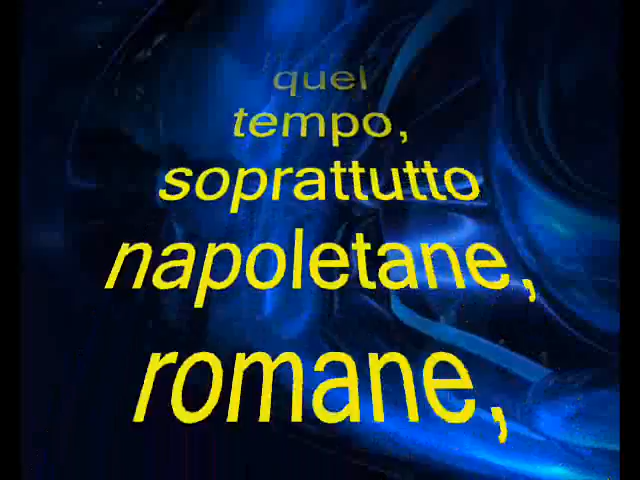 quel
tempo,
soprattutto
napoletane,
romane,